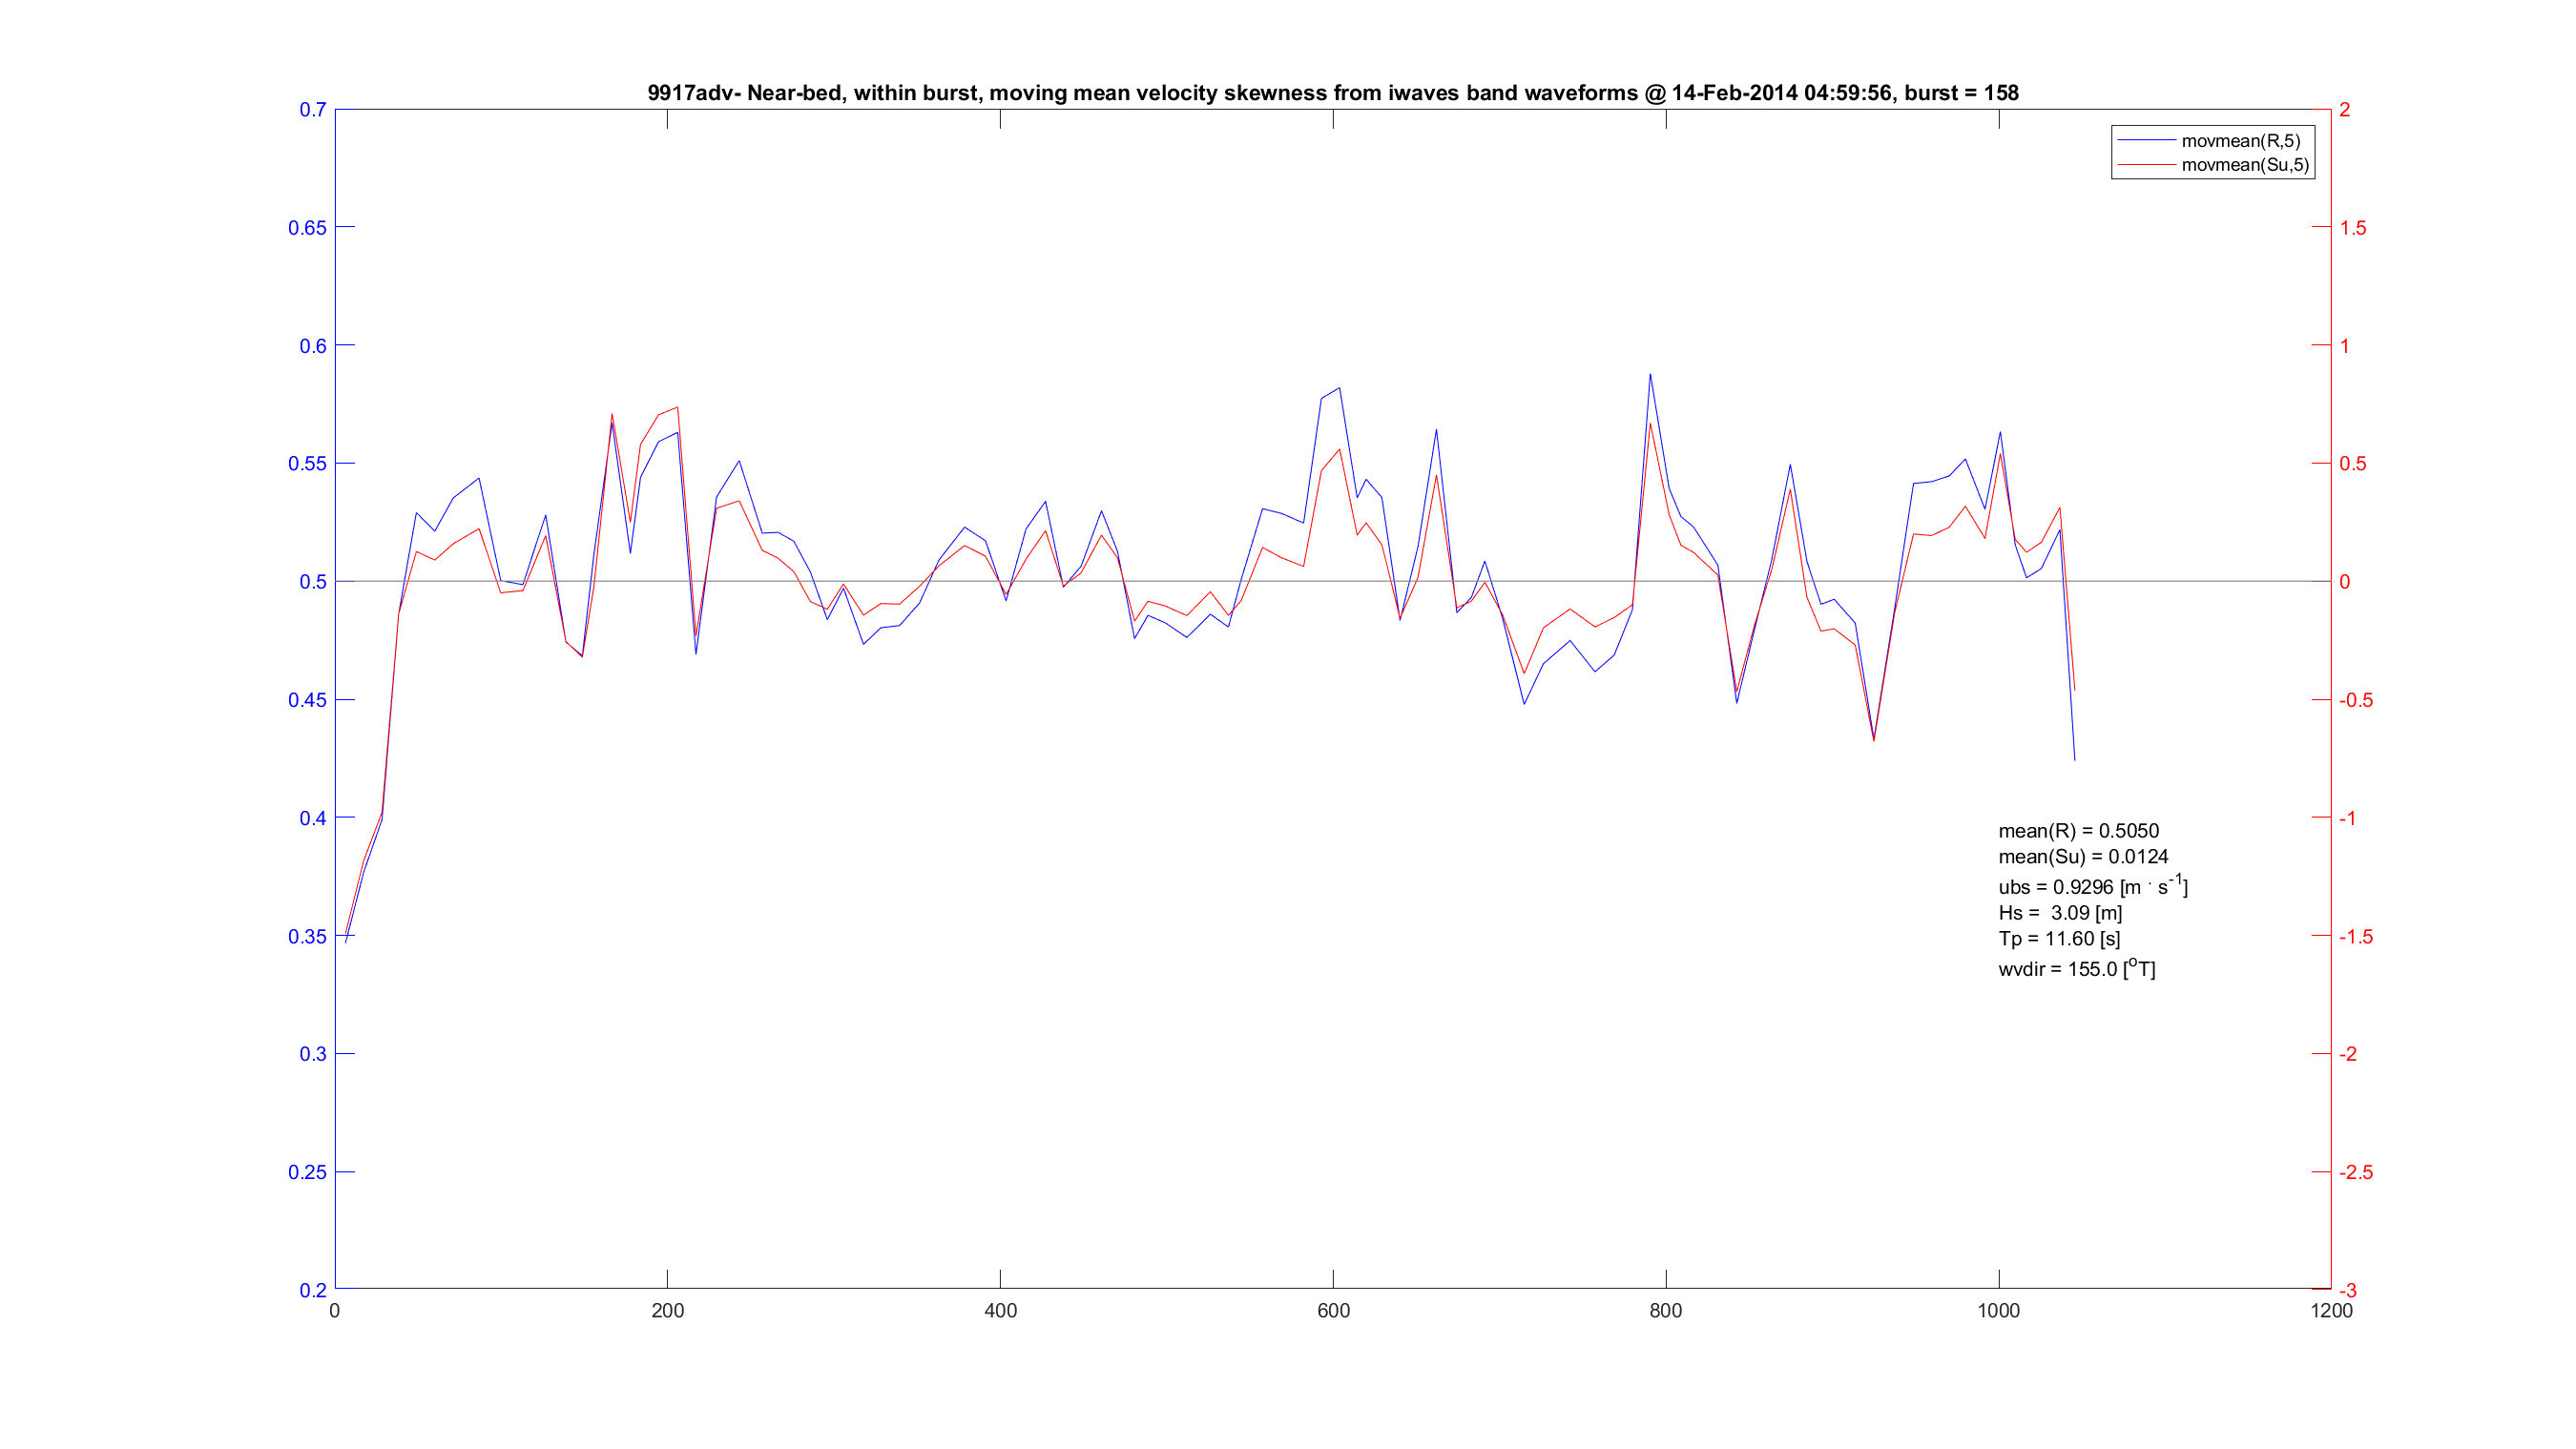 9917adv- Near-bed, within burst, moving mean velocity skewness from iwaves band waveforms @ 14-Feb-2014 04:59:56, burst = 158
0.7
0.65
0.6
0.55
0.5
0.45
0.4
0.35
0.3
0.25
0.2
2
1.5
1
0.5
0
-0.5
-1
-1.5
-2
-2.5
-3
movmean(R,5)
movmean(Su,5)
mean(R) = 0.5050
mean(Su) = 0.0124
ubs = 0.9296 [m · s-1]
Hs =  3.09 [m]
Tp = 11.60 [s]
wvdir = 155.0 [oT]
0 200 400 600 800 1000 1200